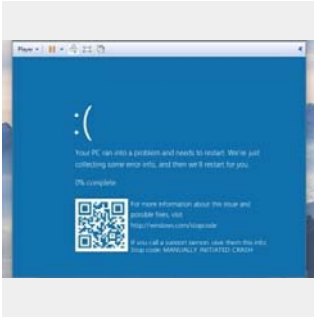 Player
:(
Your PC ran into a problem and needs to restart. We're just
collecting some error info, and then we'll restart for you.
0% complete
For more information about this issue and
possible fixes, visit
http://windows.com/stopcode
If you call a support person, give them this info:
Stop code: MANUALLY INITIATED CRASH